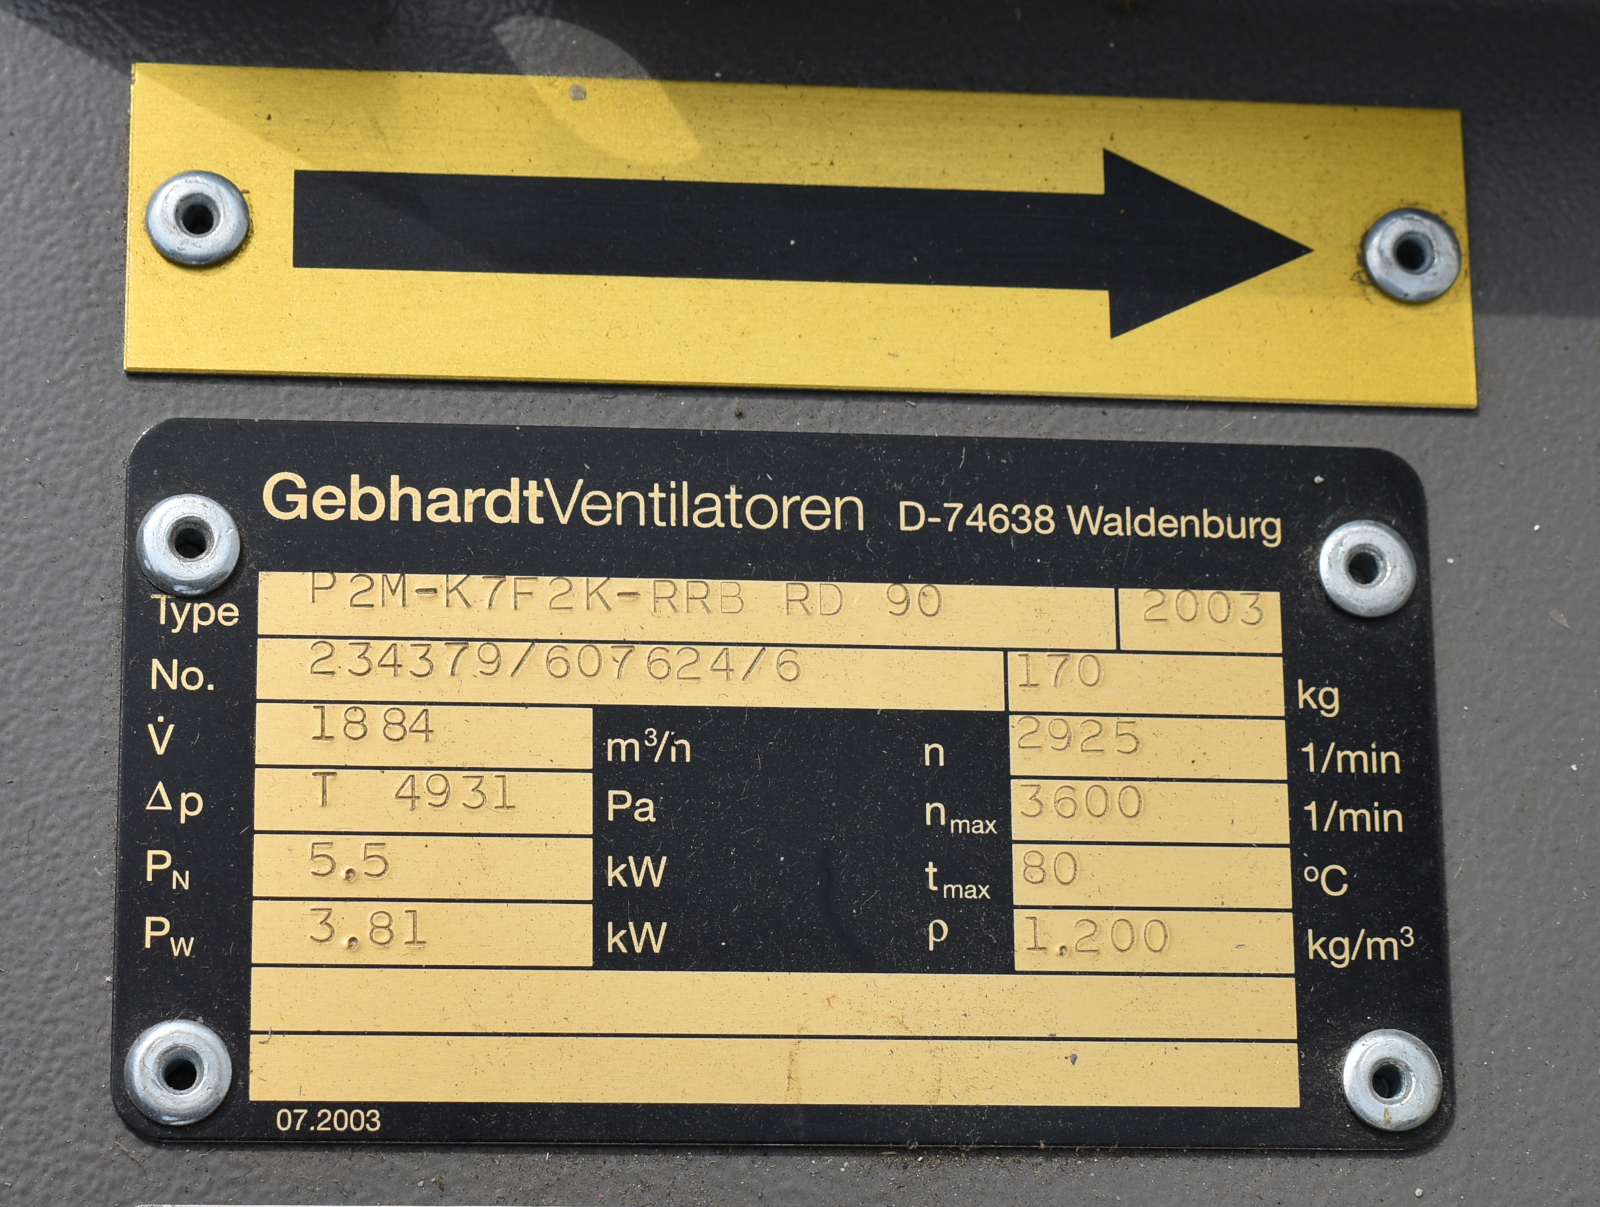 GebhardtVentilatoren D-74638 Waldenburg
Type P2M-K7F2K-RRB RD 90 2003
No. 234379/607624/6 170 kg
V̇ 1884 m³/h n 2925 1/min
Δp T 4931 Pa nmax 3600 1/min
PN 5,5 kW tmax 80 °C
PW 3,81 kW ρ 1,200 kg/m³
07.2003